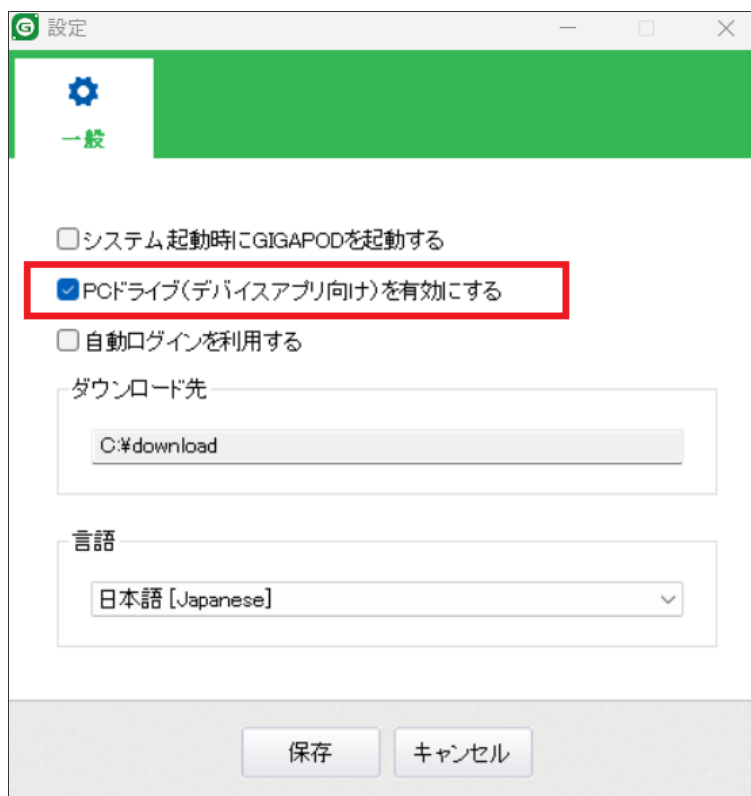 G 設定
一般
システム起動時にGIGAPODを起動する
PCドライブ(デバイスアプリ向け)を有効にする
自動ログインを利用する
ダウンロード先
C:¥download
言語
日本語 [Japanese]
保存 キャンセル